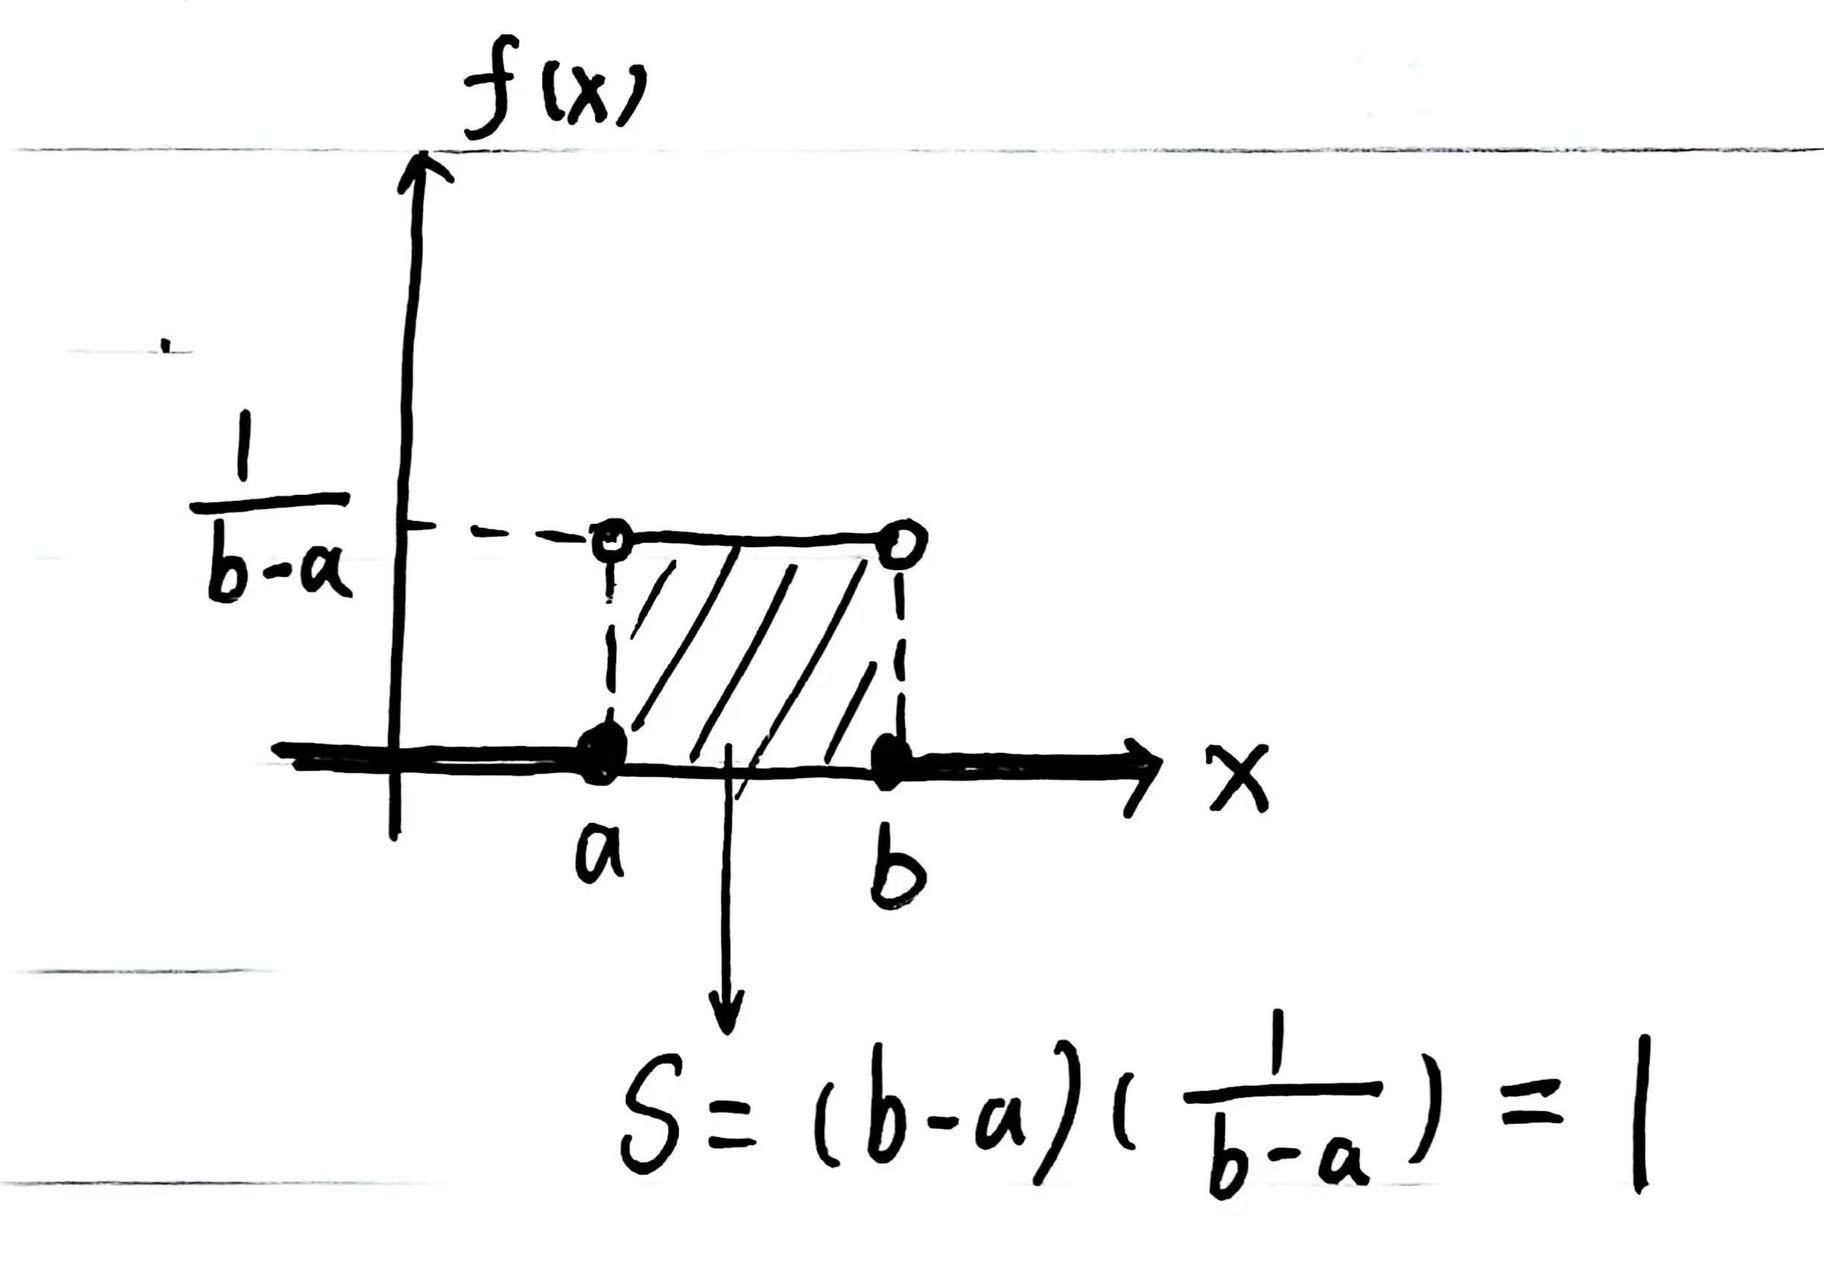 f(x)
1/(b-a)
x
a
b
S = (b-a)(1/(b-a)) = 1